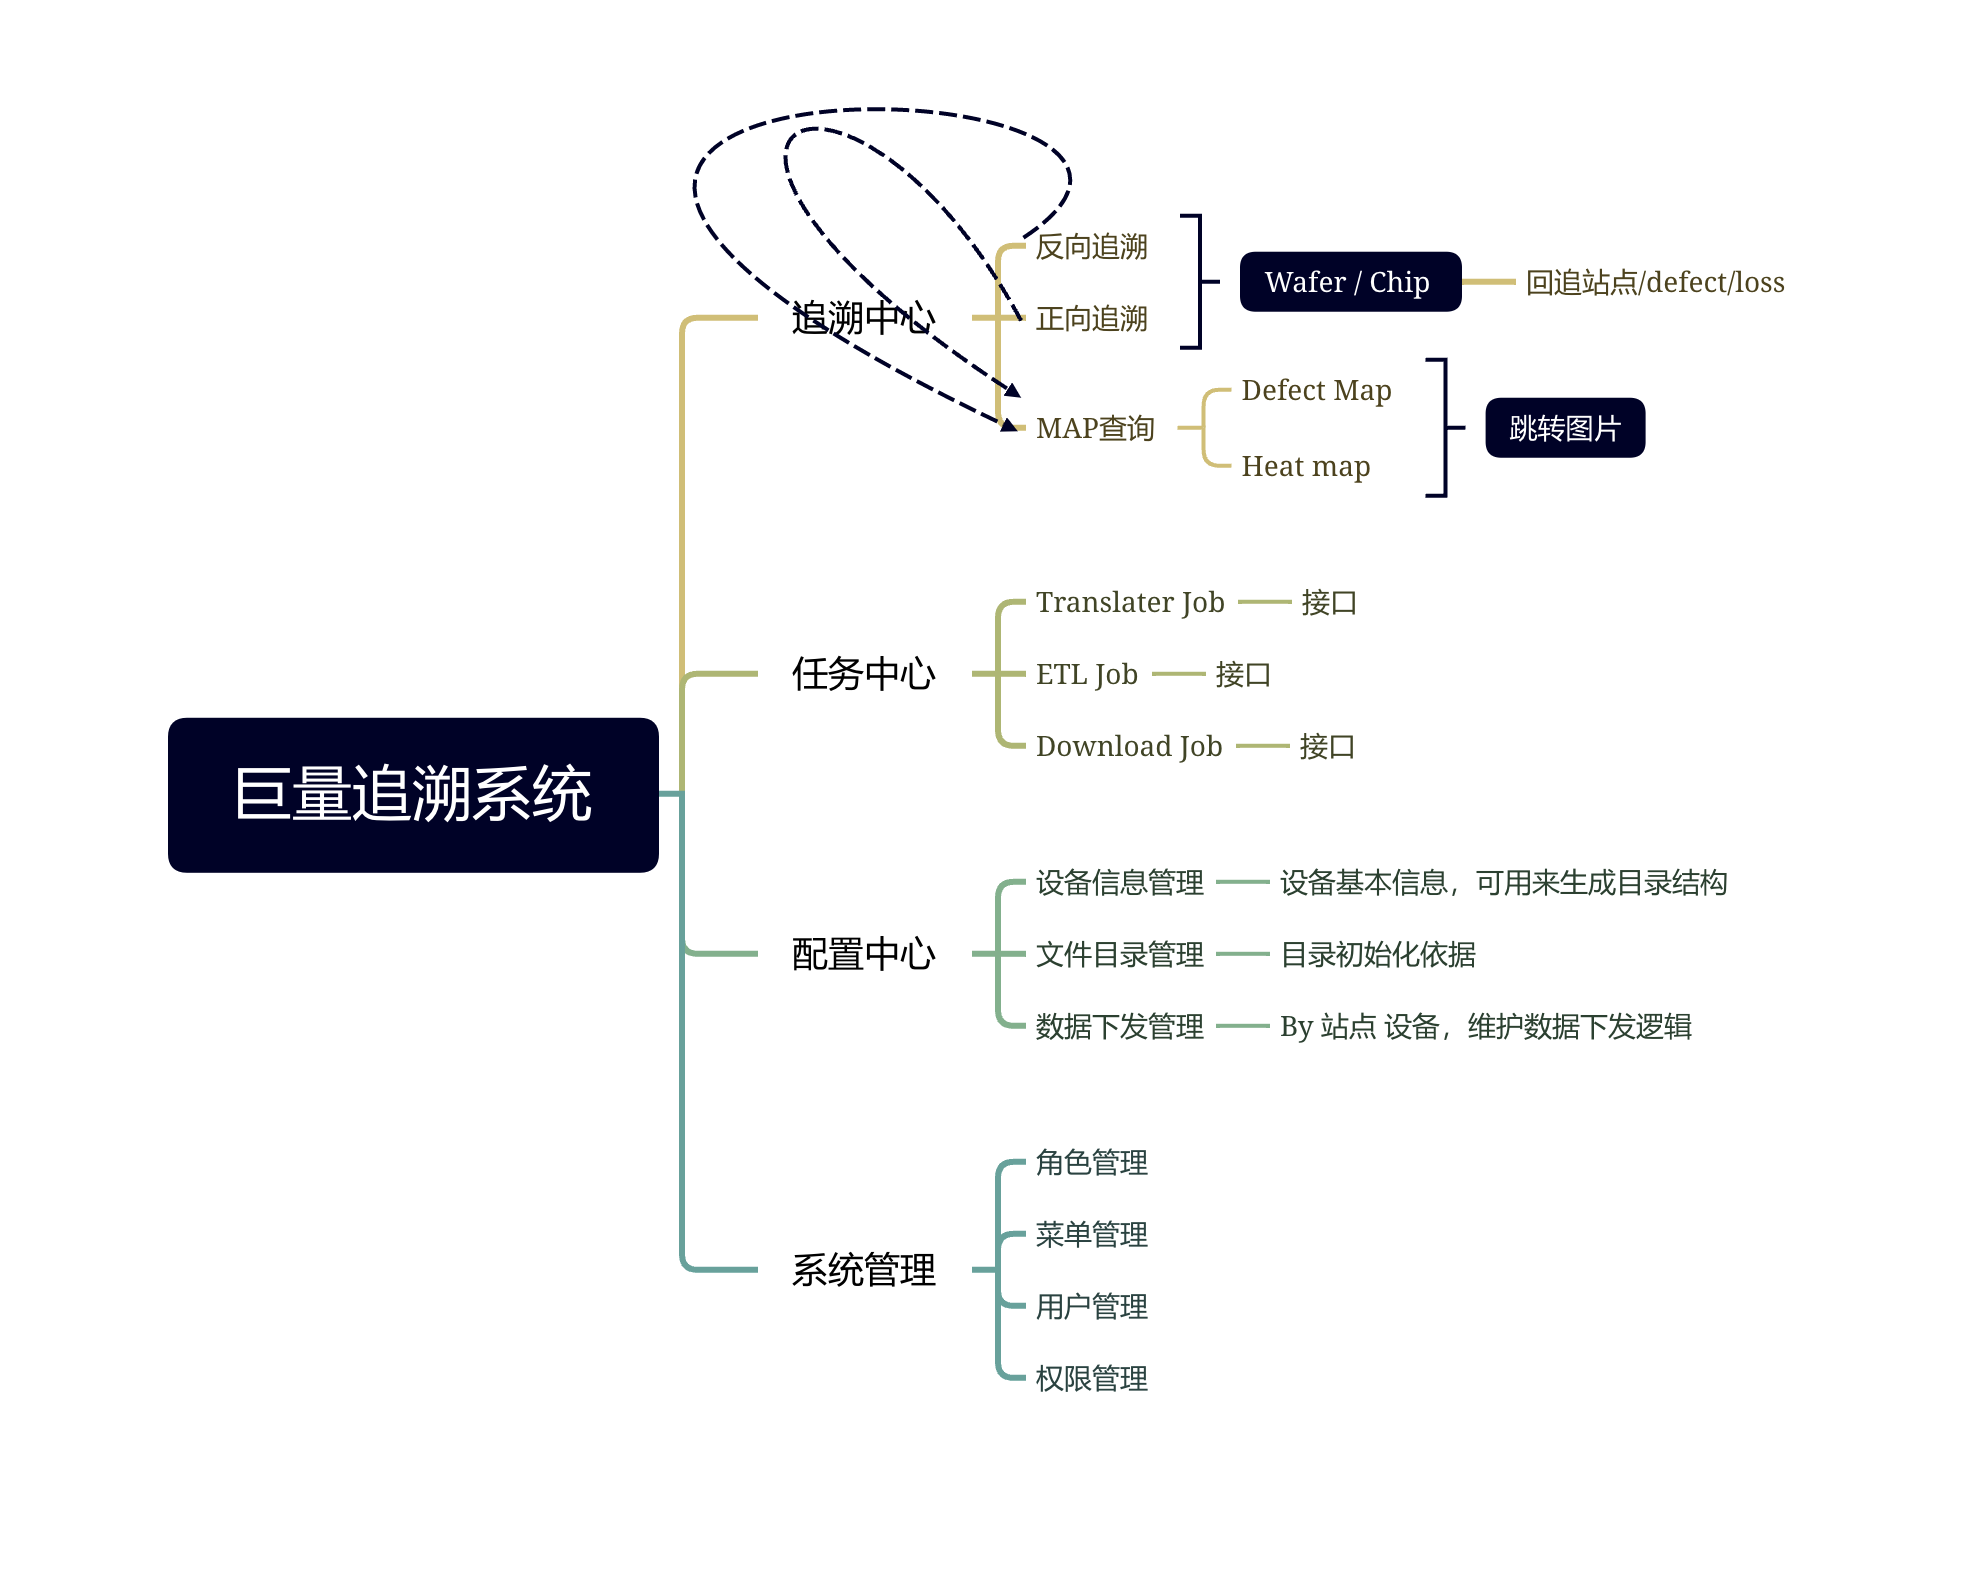 巨量追溯系统
追溯中心
反向追溯
正向追溯
Wafer / Chip
回追站点/defect/loss
MAP查询
Defect Map
Heat map
跳转图片
任务中心
Translater Job
接口
ETL Job
接口
Download Job
接口
配置中心
设备信息管理
设备基本信息，可用来生成目录结构
文件目录管理
目录初始化依据
数据下发管理
By 站点 设备，维护数据下发逻辑
系统管理
角色管理
菜单管理
用户管理
权限管理